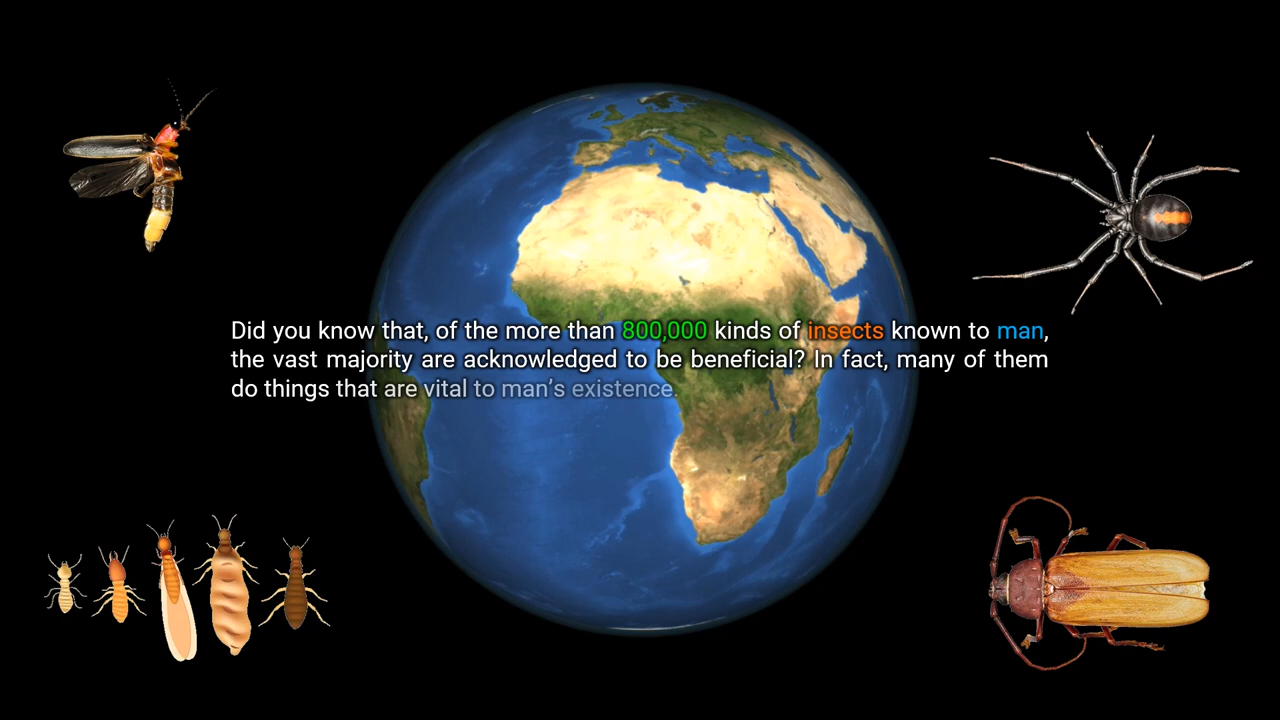 Did you know that, of the more than 800,000 kinds of insects known to man,
the vast majority are acknowledged to be beneficial? In fact, many of them
do things that are vital to man’s existence.